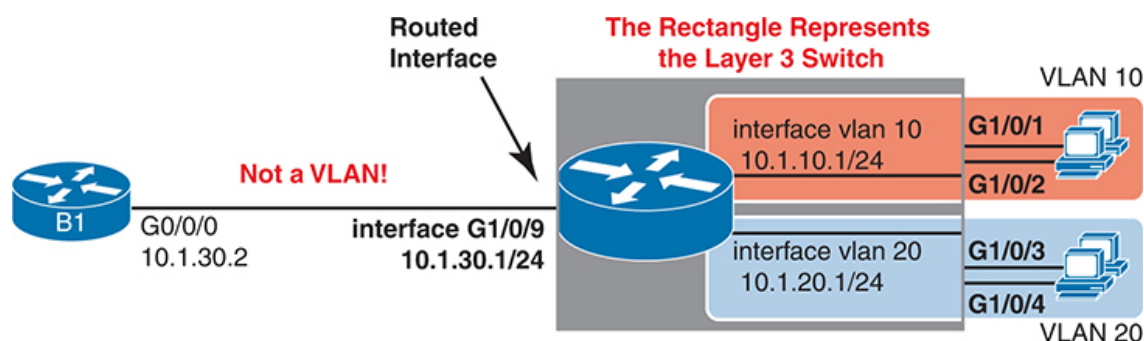 Routed
Interface
The Rectangle Represents
the Layer 3 Switch
VLAN 10
interface vlan 10
10.1.10.1/24
G1/0/1
G1/0/2
Not a VLAN!
B1
G0/0/0
10.1.30.2
interface G1/0/9
10.1.30.1/24
interface vlan 20
10.1.20.1/24
G1/0/3
G1/0/4
VLAN 20